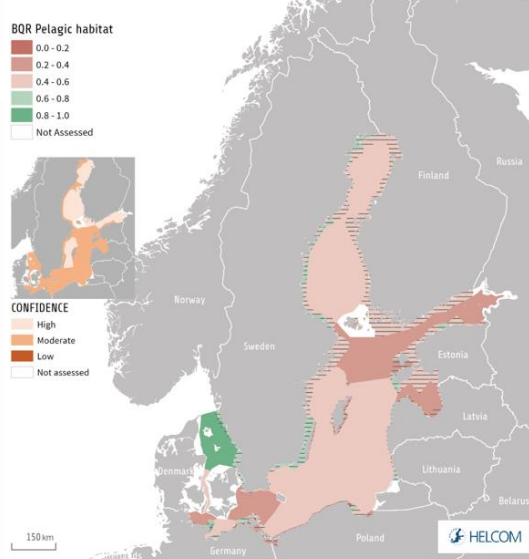 BQR Pelagic habitat
0.0 - 0.2
0.2 - 0.4
0.4 - 0.6
0.6 - 0.8
0.8 - 1.0
Not Assessed
Finland
Russia
CONFIDENCE
High
Moderate
Low
Not assessed
Norway
Sweden
Estonia
Latvia
Denmark
Lithuania
Belarus
150 km
Germany
Poland
HELCOM